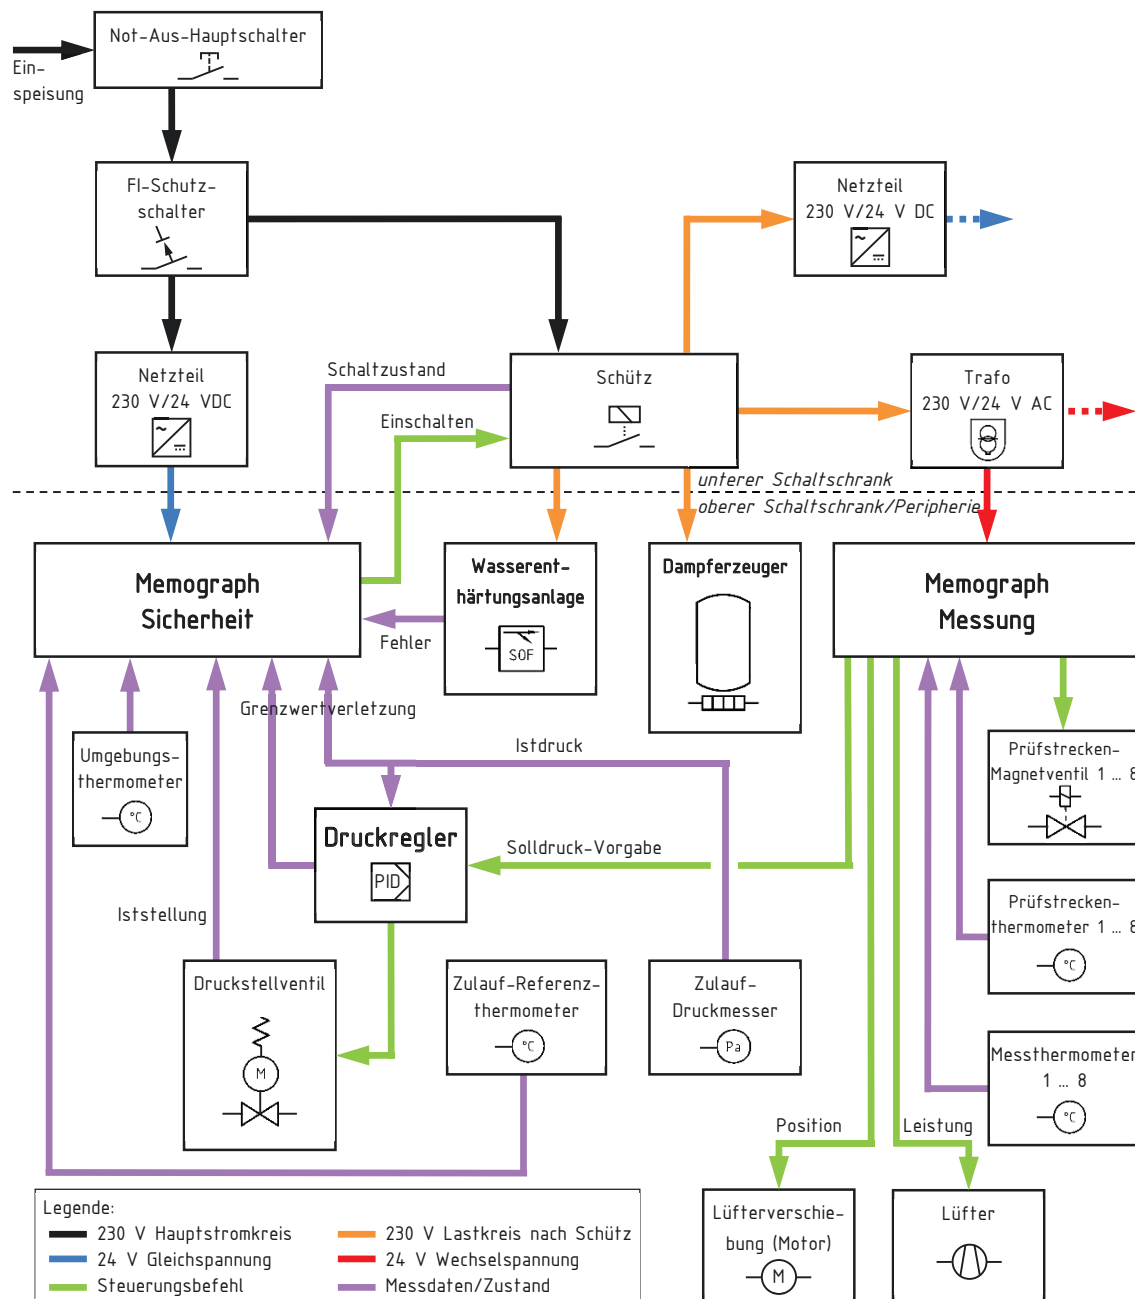 Not-Aus-Hauptschalter
Ein-
speisung
FI-Schutz-
schalter
Netzteil
230 V/24 V DC
Netzteil
230 V/24 VDC
Schaltzustand
Einschalten
Schütz
Trafo
230 V/24 V AC
unterer Schaltschrank
oberer Schaltschrank/Peripherie
Memograph
Sicherheit
Fehler
Wasserent-
härtungsanlage
SOF
Dampferzeuger
Memograph
Messung
Grenzwertverletzung
Istdruck
Umgebungs-
thermometer
°C
Druckregler
PID
Solldruck-Vorgabe
Prüfstrecken-
Magnetventil 1 ... 8
Prüfstrecken-
thermometer 1 ... 8
°C
Iststellung
Druckstellventil
M
Zulauf-Referenz-
thermometer
°C
Zulauf-
Druckmesser
Pa
Messthermometer
1 ... 8
°C
Position
Leistung
Lüfterverschie-
bung (Motor)
M
Lüfter
Legende:
230 V Hauptstromkreis
230 V Lastkreis nach Schütz
24 V Gleichspannung
24 V Wechselspannung
Steuerungsbefehl
Messdaten/Zustand